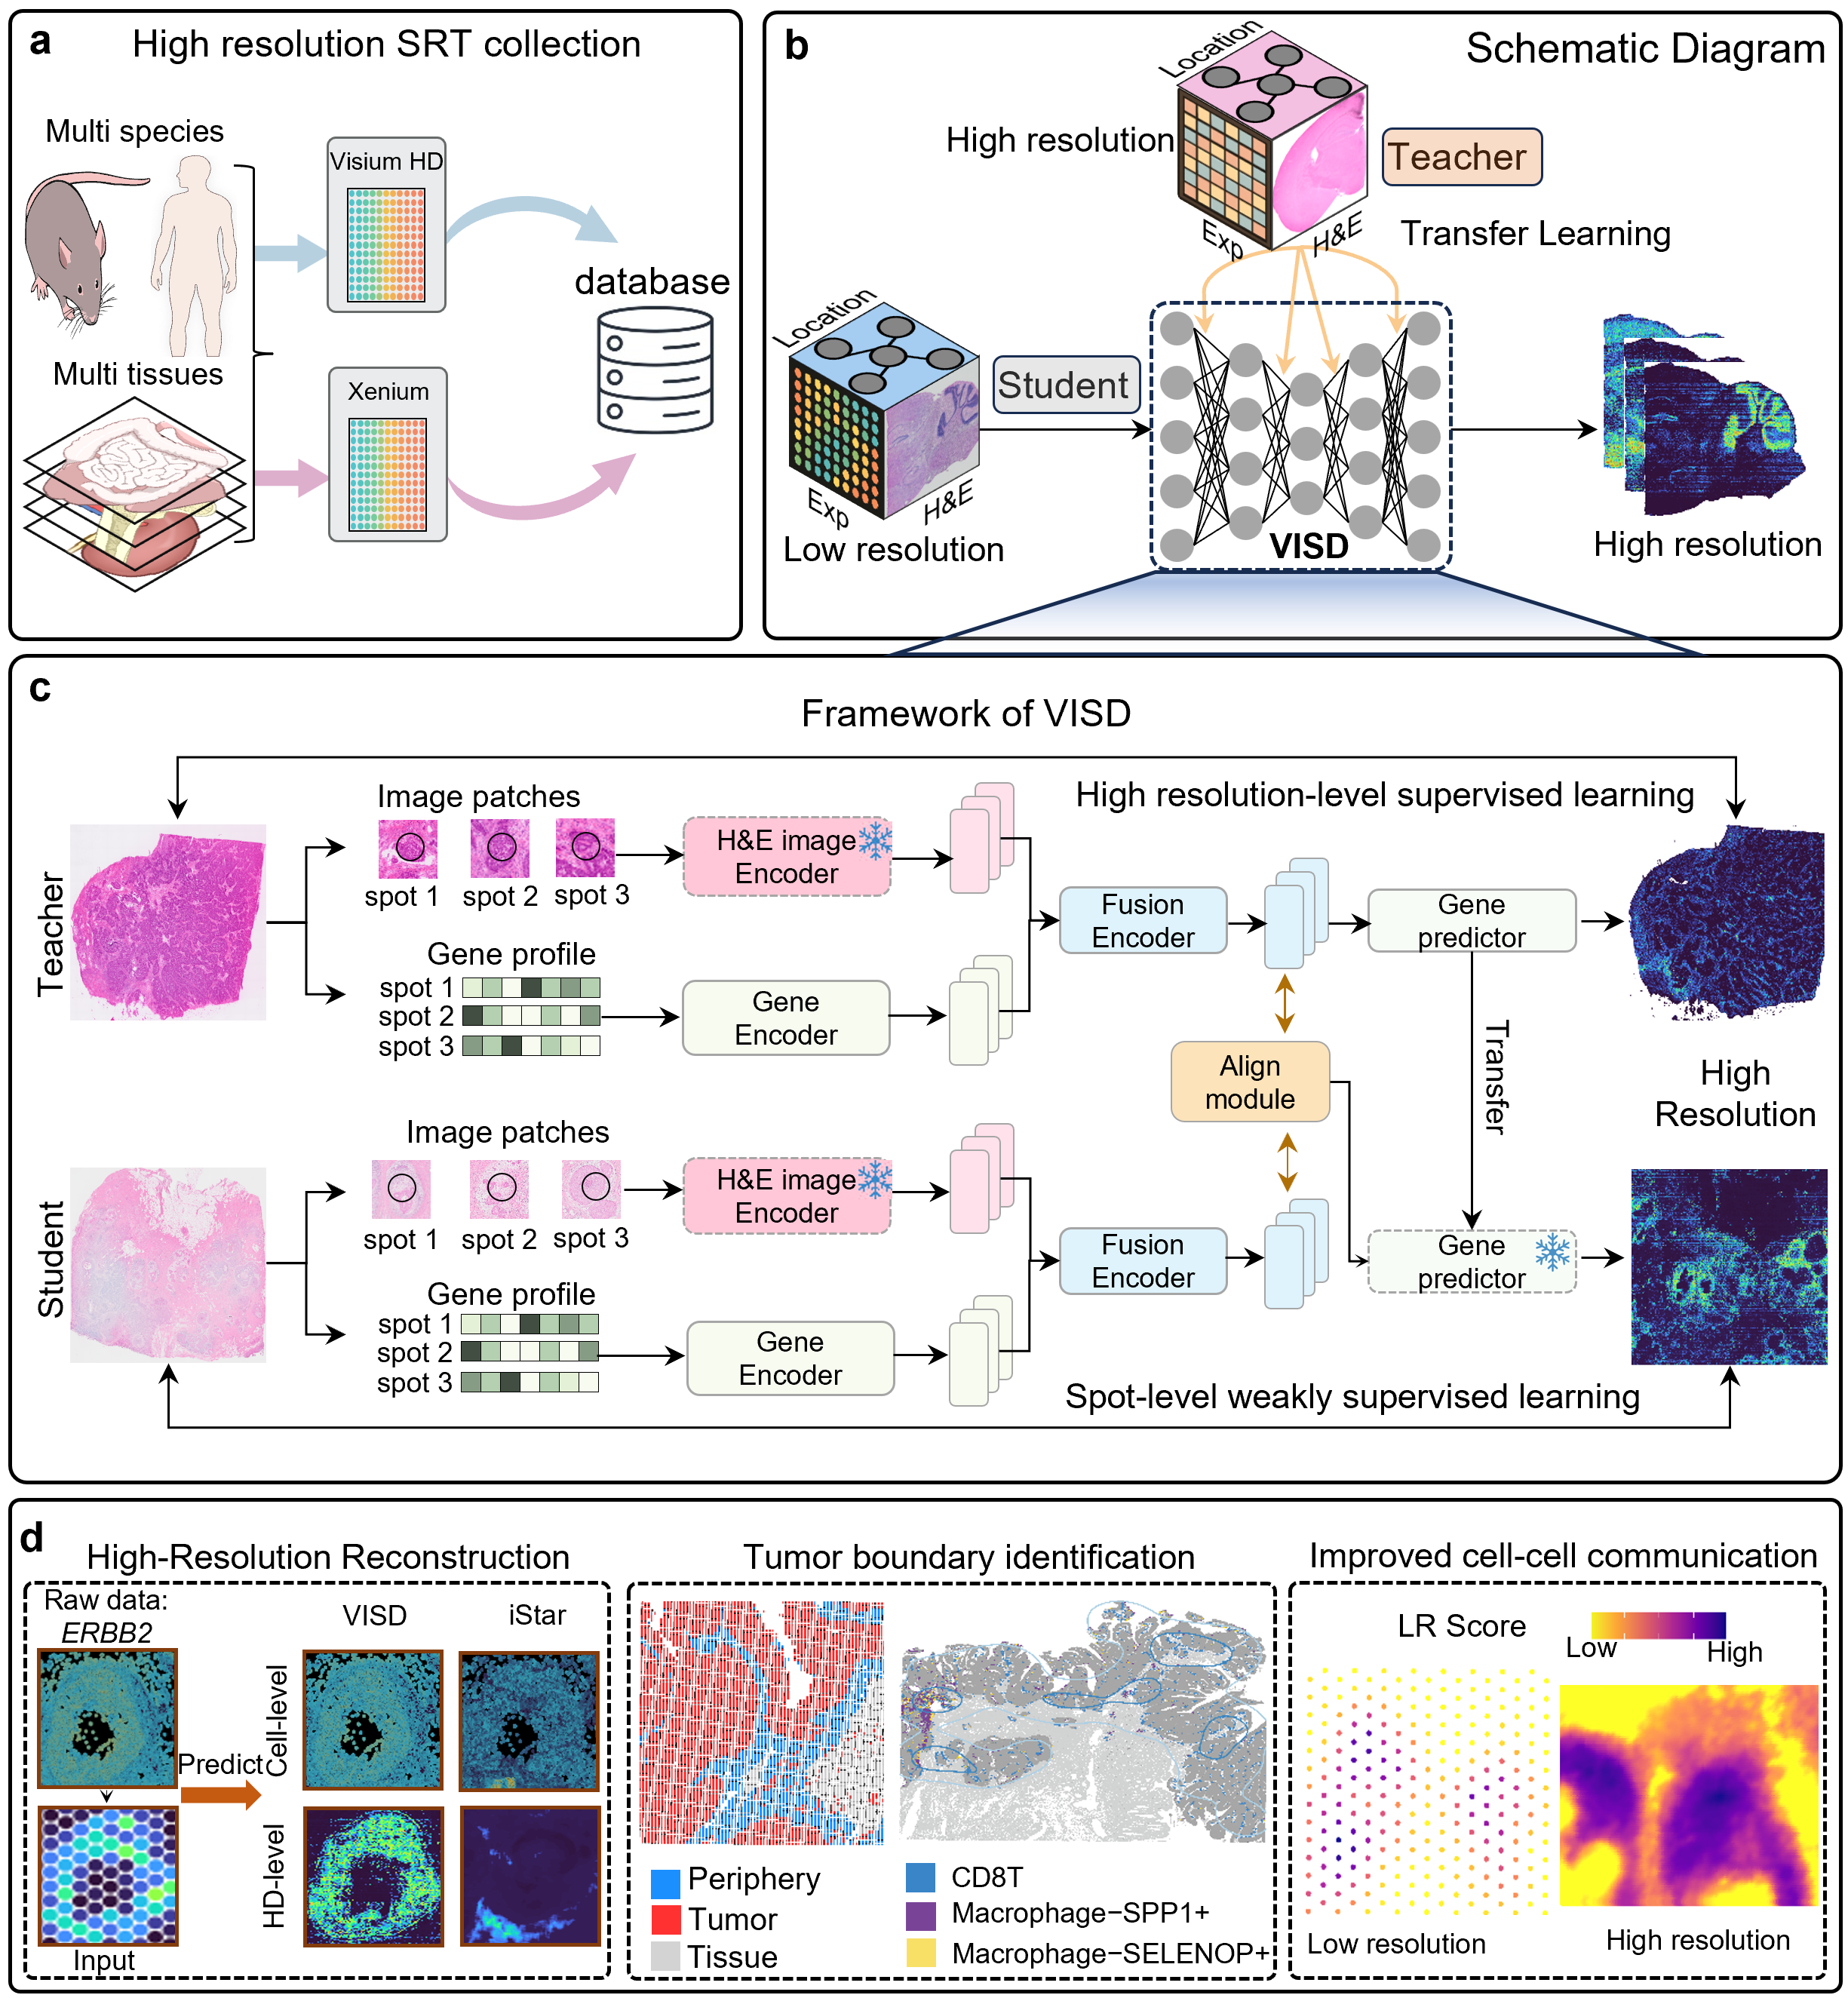 a
High resolution SRT collection
Multi species
Multi tissues
Visium HD
Xenium
database
b
Schematic Diagram
Location
High resolution
Exp
H&E
Teacher
Transfer Learning
Location
Exp
H&E
Low resolution
Student
VISD
High resolution
c
Framework of VISD
High resolution-level supervised learning
Teacher
Image patches
spot 1
spot 2
spot 3
H&E image
Encoder
Gene profile
spot 1
spot 2
spot 3
Gene
Encoder
Fusion
Encoder
Gene
predictor
Align
module
Transfer
High
Resolution
Student
Image patches
spot 1
spot 2
spot 3
H&E image
Encoder
Gene profile
spot 1
spot 2
spot 3
Gene
Encoder
Fusion
Encoder
Gene
predictor
Spot-level weakly supervised learning
d
High-Resolution Reconstruction
Raw data:
ERBB2
VISD
iStar
Cell-level
Predict
HD-level
Input
Tumor boundary identification
Periphery
Tumor
Tissue
CD8T
Macrophage−SPP1+
Macrophage−SELENOP+
Improved cell-cell communication
LR Score
Low
High
Low resolution
High resolution